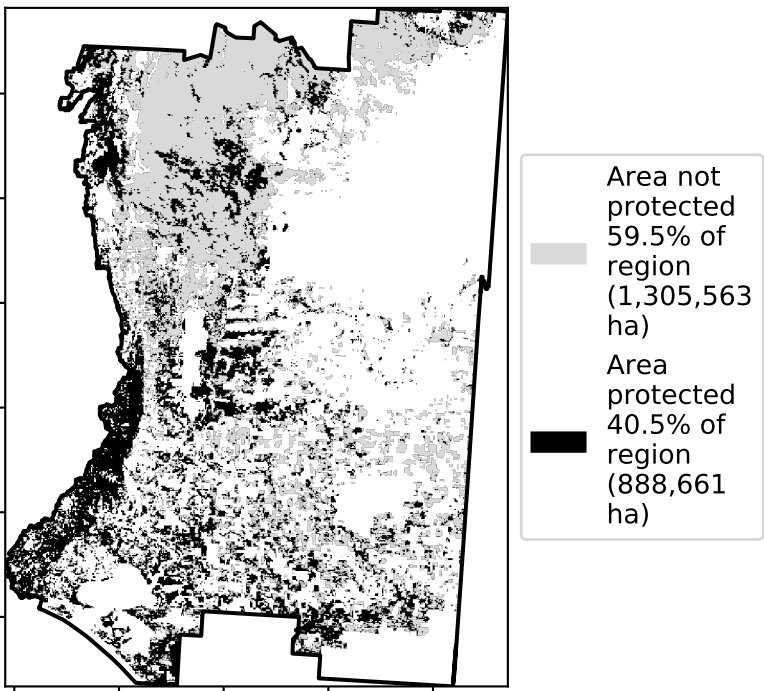 Area not
protected
59.5% of
region
(1,305,563
ha)
Area
protected
40.5% of
region
(888,661
ha)